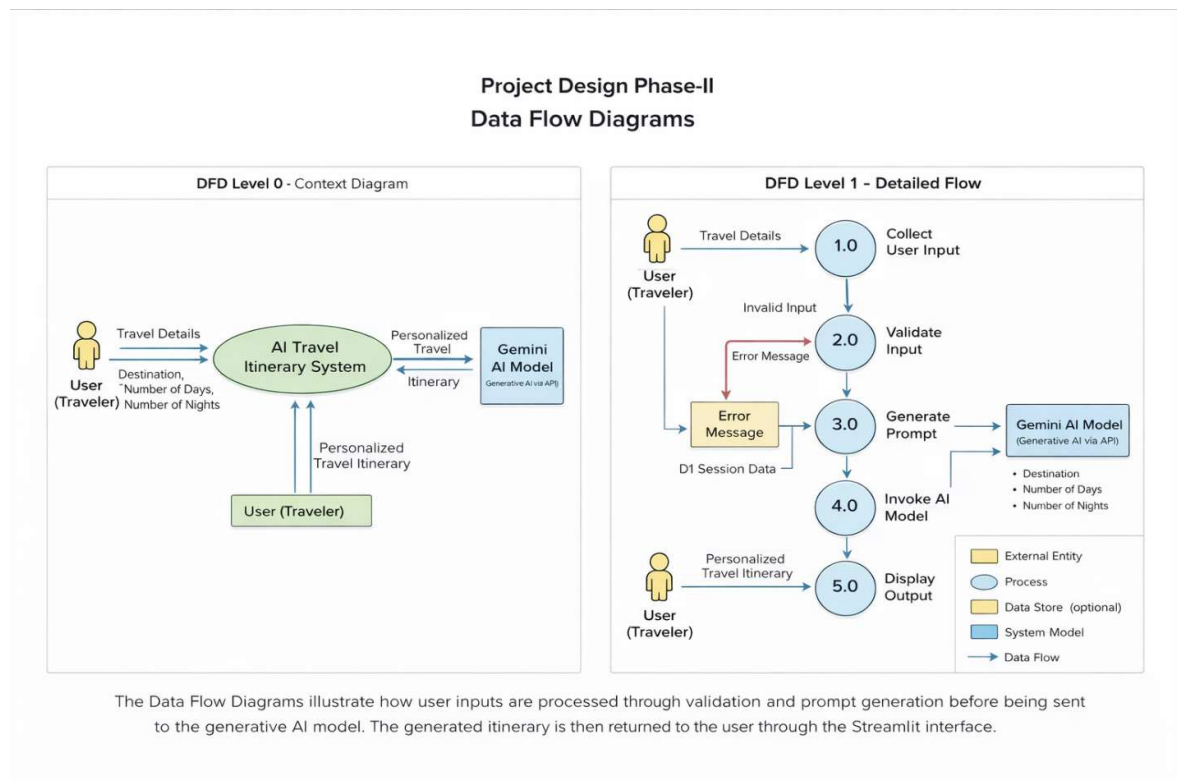 Project Design Phase-II
Data Flow Diagrams
DFD Level 0 - Context Diagram
Travel Details
Destination,
Number of Days,
Number of Nights
User
(Traveler)
AI Travel
Itinerary System
Personalized
Travel
Itinerary
Gemini
AI Model
Generative AI via API)
Personalized
Travel Itinerary
User (Traveler)
DFD Level 1 – Detailed Flow
User
(Traveler)
Travel Details
1.0
Collect
User Input
Invalid Input
2.0
Validate
Input
Error Message
Error
Message
D1 Session Data
3.0
Generate
Prompt
Gemini AI Model
(Generative AI via API)
• Destination
• Number of Days
• Number of Nights
4.0
Invoke AI
Model
User
(Traveler)
Personalized
Travel Itinerary
5.0
Display
Output
External Entity
Process
Data Store (optional)
System Model
Data Flow
The Data Flow Diagrams illustrate how user inputs are processed through validation and prompt generation before being sent
to the generative AI model. The generated itinerary is then returned to the user through the Streamlit interface.